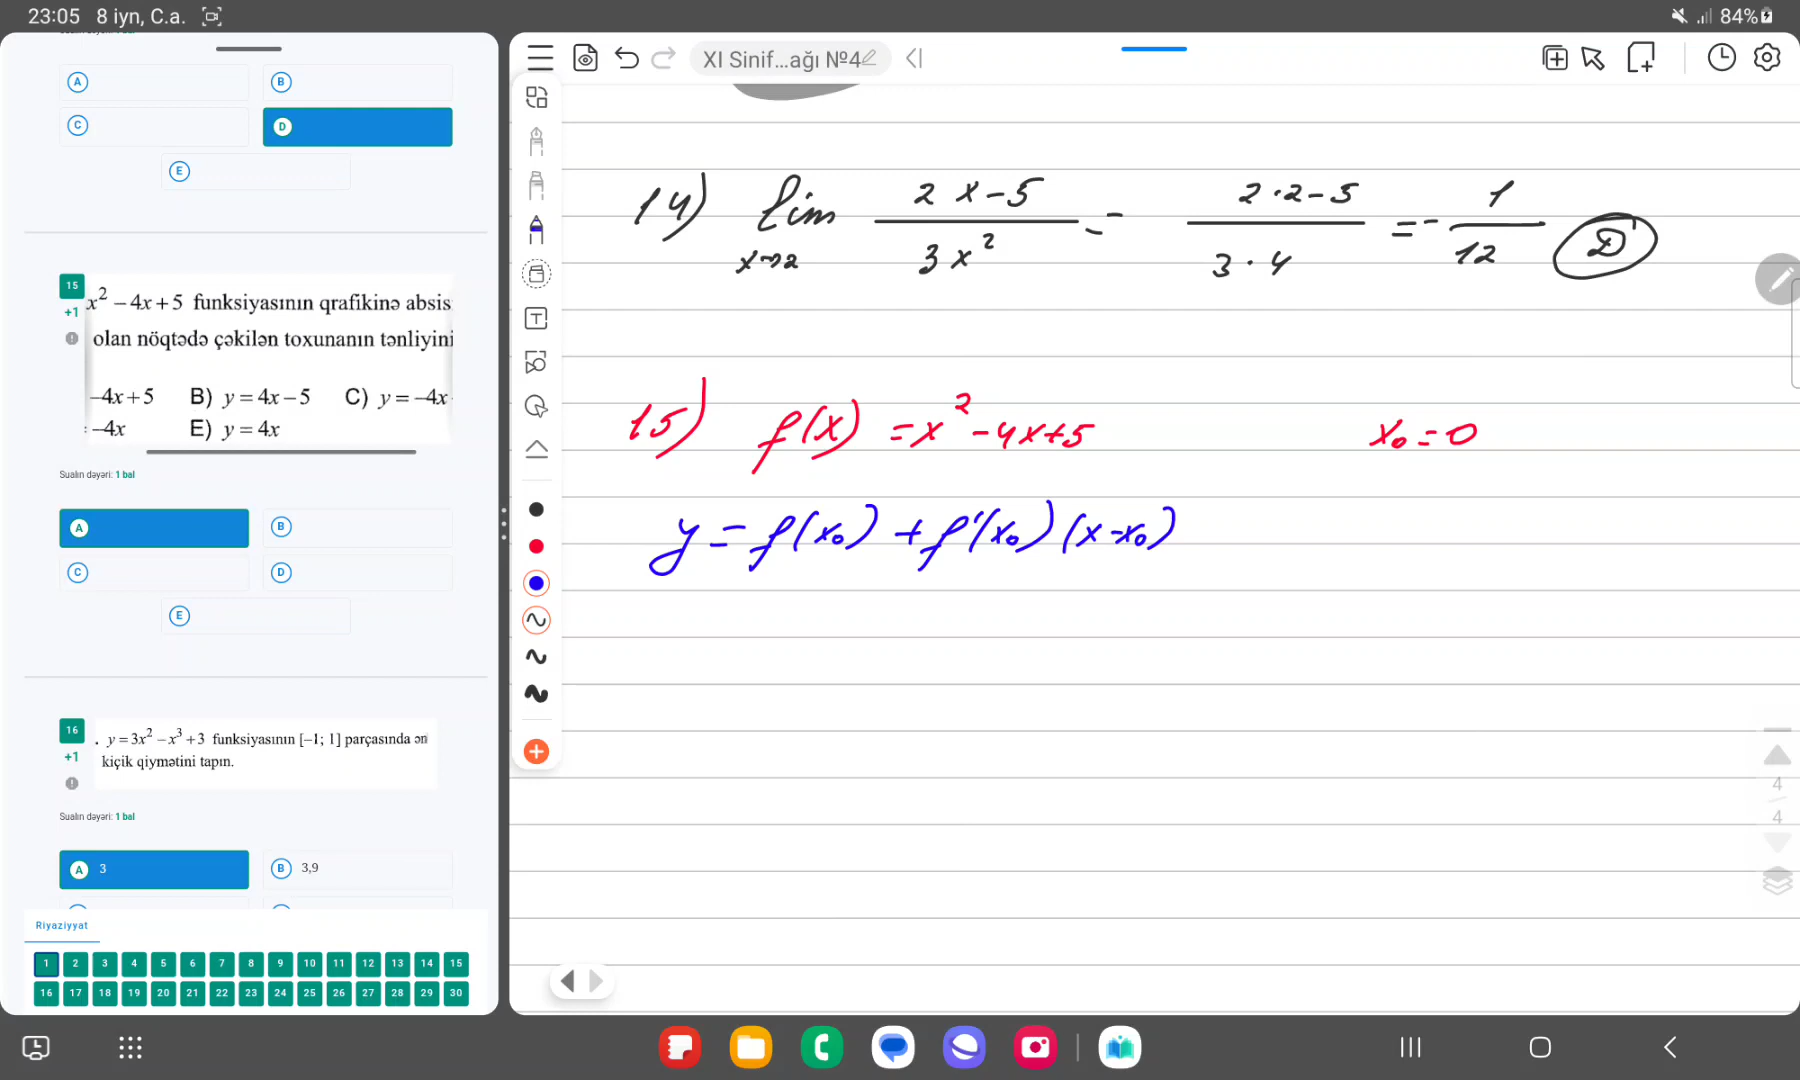 23:05 8 iyn, C.a. 84%
A
B
C
D
E
15
+1
x² − 4x + 5 funksiyasının qrafikinə absis
olan nöqtədə çəkilən toxunanın tənliyini
−4x + 5 B) y = 4x − 5 C) y = −4x
−4x E) y = 4x
Sualın dəyəri: 1 bal
A
B
C
D
E
16
+1
. y = 3x² − x³ + 3 funksiyasının [−1; 1] parçasında ən
kiçik qiymətini tapın.
Sualın dəyəri: 1 bal
A 3
B 3,9
Riyaziyyat
1 2 3 4 5 6 7 8 9 10 11 12 13 14 15
16 17 18 19 20 21 22 23 24 25 26 27 28 29 30
XI Sinif...ağı №4
14) lim x→2 (2x−5)/(3x²) = (2·2−5)/(3·4) = −1/12 D
15) f(x) = x² − 4x + 5 x₀ = 0
y = f(x₀) + f'(x₀)(x − x₀)
4
4